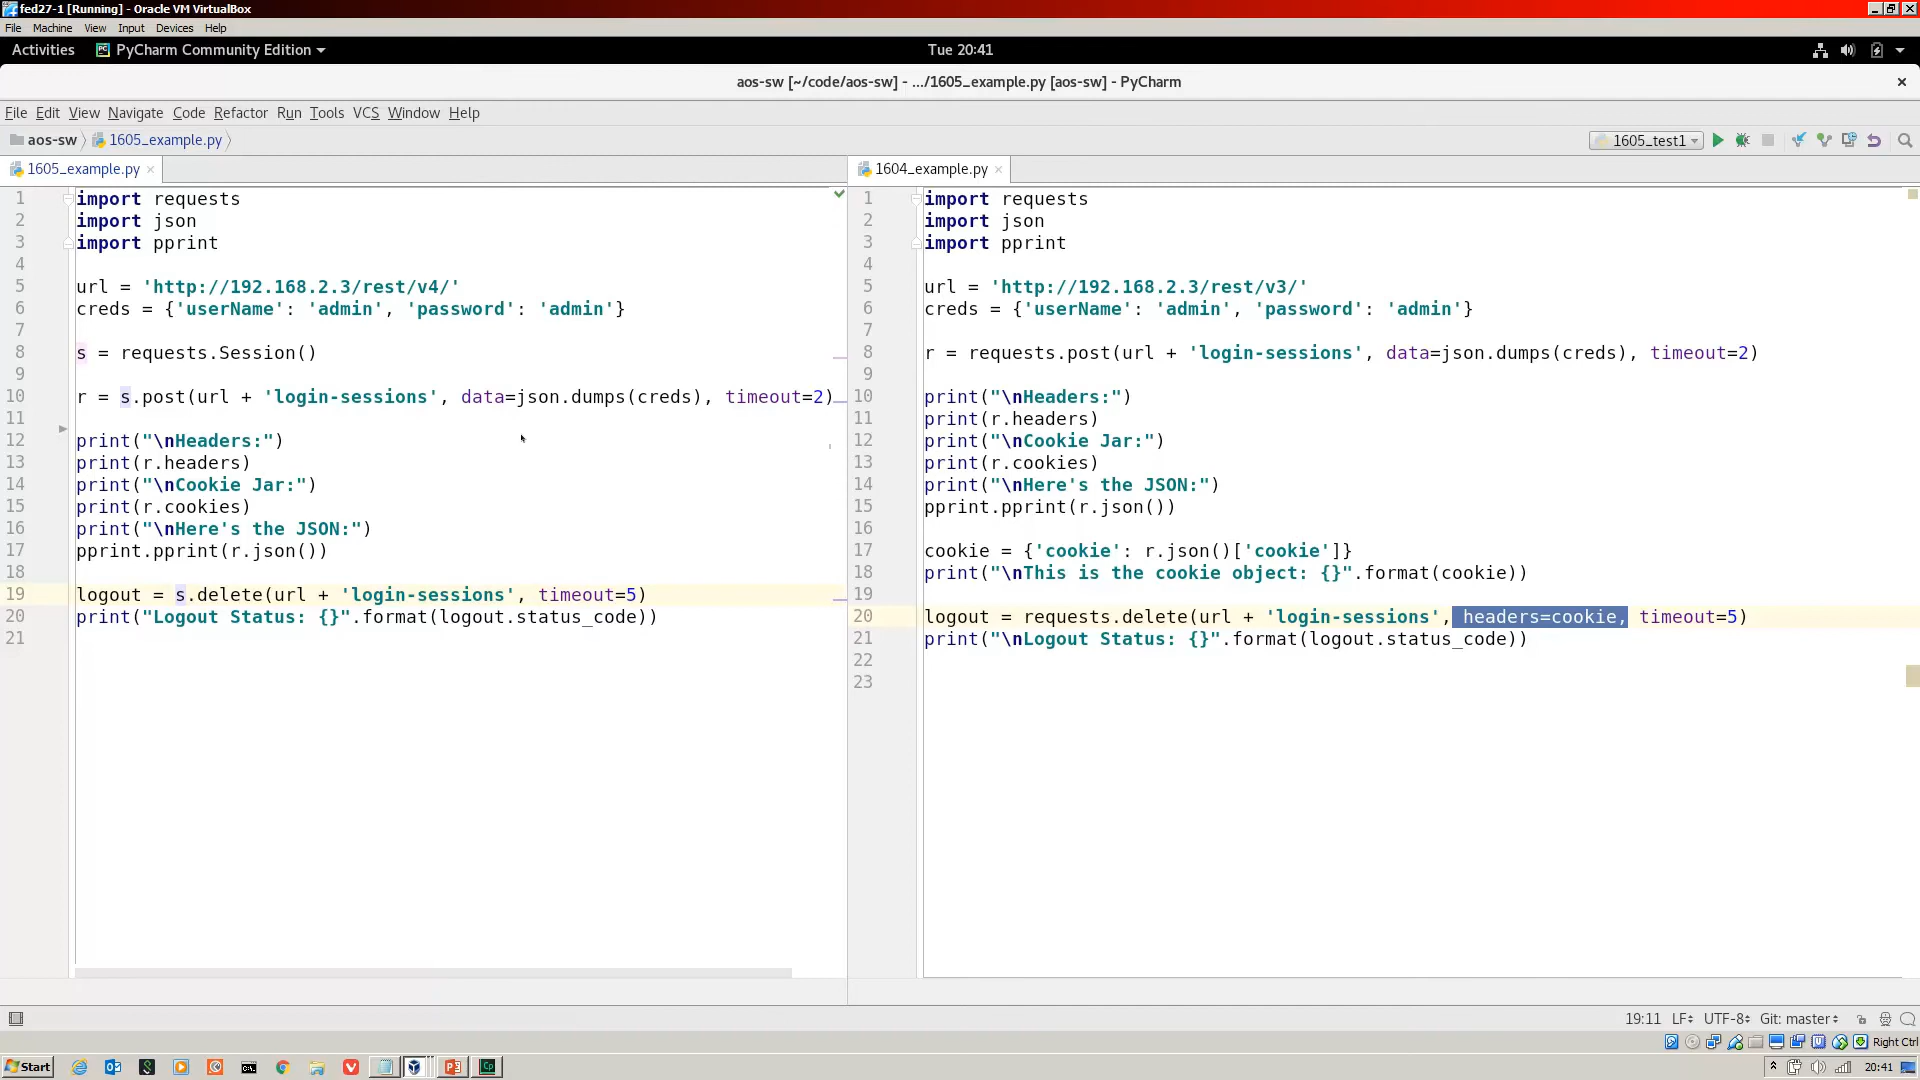 fed27-1 [Running] - Oracle VM VirtualBox
File Machine View Input Devices Help
Activities PyCharm Community Edition Tue 20:41
aos-sw [~/code/aos-sw] - .../1605_example.py [aos-sw] - PyCharm
File Edit View Navigate Code Refactor Run Tools VCS Window Help
aos-sw 1605_example.py 1605_test1
1605_example.py
1 import requests
2 import json
3 import pprint
4
5 url = 'http://192.168.2.3/rest/v4/'
6 creds = {'userName': 'admin', 'password': 'admin'}
7
8 s = requests.Session()
9
10 r = s.post(url + 'login-sessions', data=json.dumps(creds), timeout=2)
11
12 print("\nHeaders:")
13 print(r.headers)
14 print("\nCookie Jar:")
15 print(r.cookies)
16 print("\nHere's the JSON:")
17 pprint.pprint(r.json())
18
19 logout = s.delete(url + 'login-sessions', timeout=5)
20 print("Logout Status: {}".format(logout.status_code))
21
1604_example.py
1 import requests
2 import json
3 import pprint
4
5 url = 'http://192.168.2.3/rest/v3/'
6 creds = {'userName': 'admin', 'password': 'admin'}
7
8 r = requests.post(url + 'login-sessions', data=json.dumps(creds), timeout=2)
9
10 print("\nHeaders:")
11 print(r.headers)
12 print("\nCookie Jar:")
13 print(r.cookies)
14 print("\nHere's the JSON:")
15 pprint.pprint(r.json())
16
17 cookie = {'cookie': r.json()['cookie']}
18 print("\nThis is the cookie object: {}".format(cookie))
19
20 logout = requests.delete(url + 'login-sessions', headers=cookie, timeout=5)
21 print("\nLogout Status: {}".format(logout.status_code))
22
23
19:11 LF UTF-8 Git: master
Right Ctrl
Start 20:41